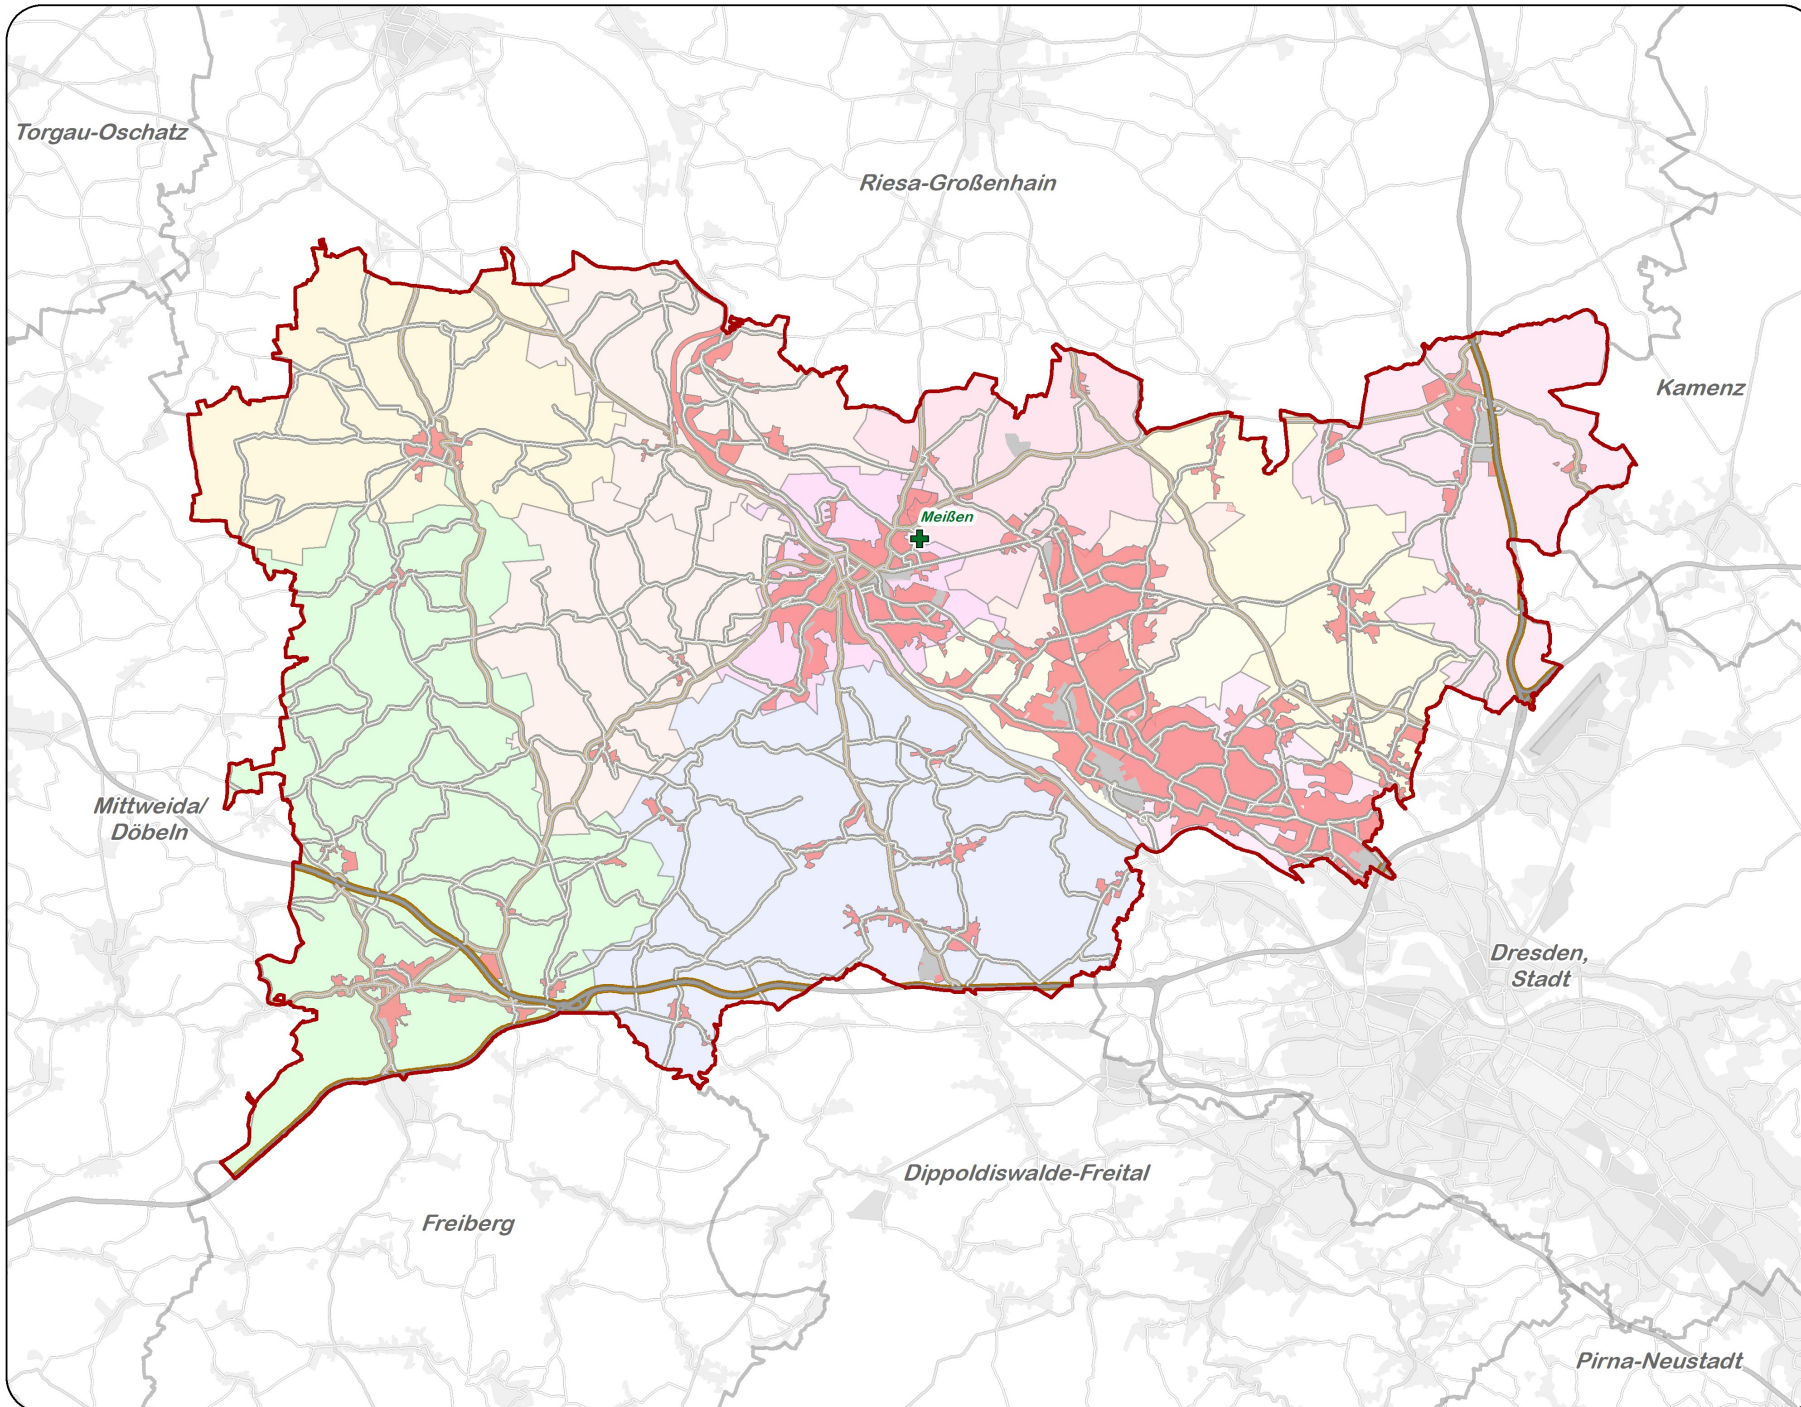 Torgau-Oschatz
Riesa-Großenhain
Kamenz
Meißen
Mittweida/
Döbeln
Dresden,
Stadt
Dippoldiswalde-Freital
Freiberg
Pirna-Neustadt